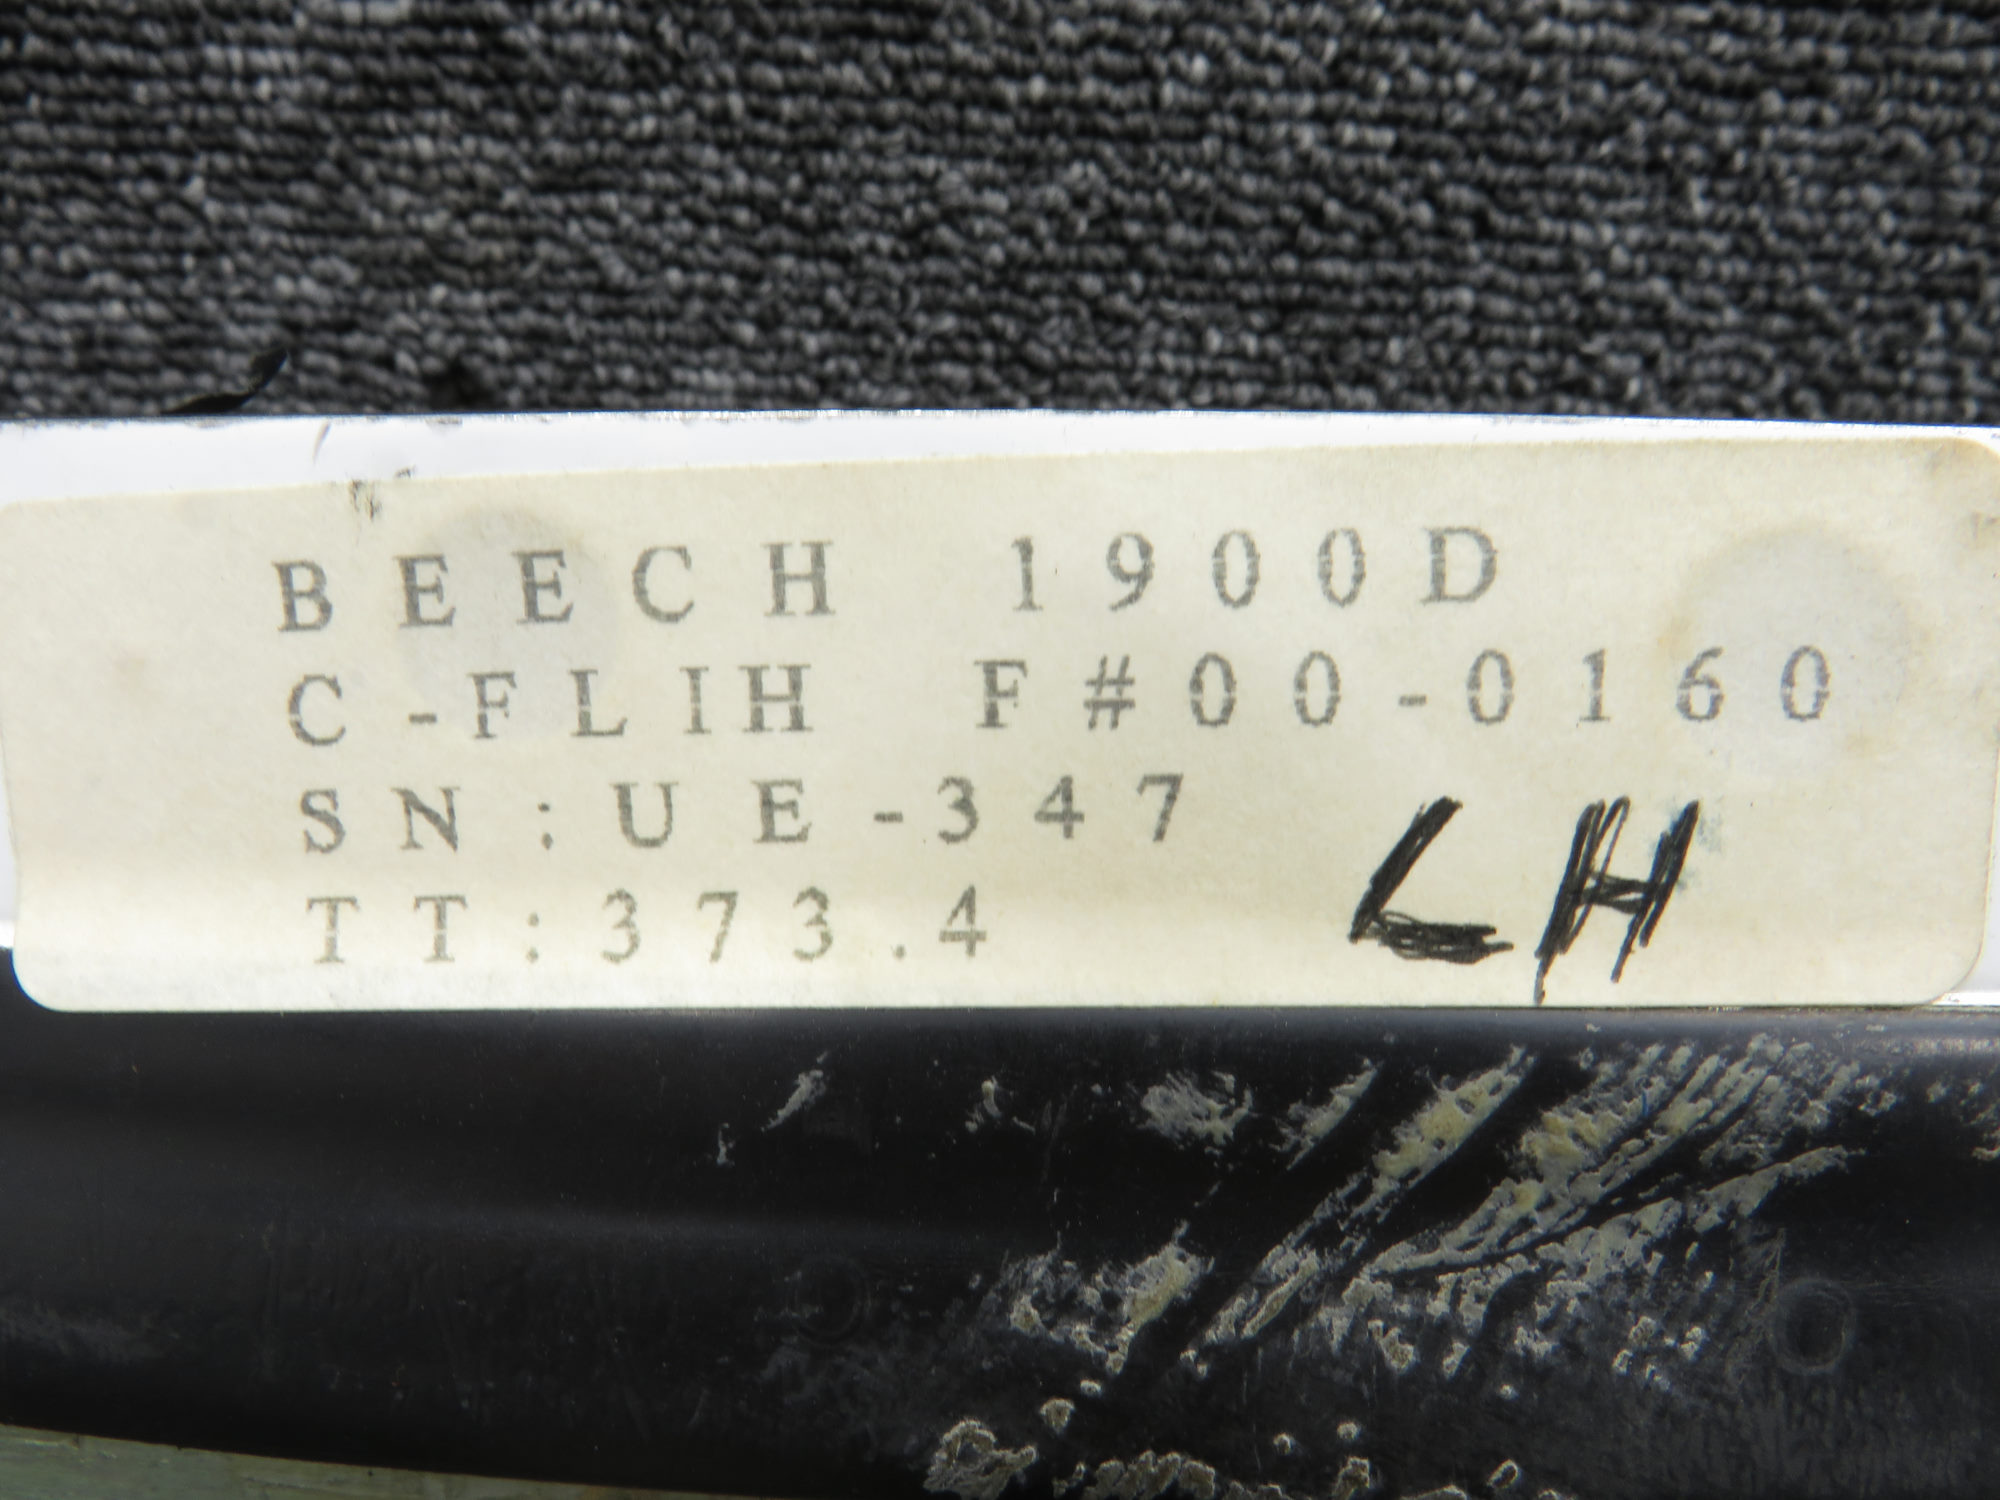 BEECH 1900D
C-FLIH F#00-0160
SN:UE-347
TT:373.4 LH